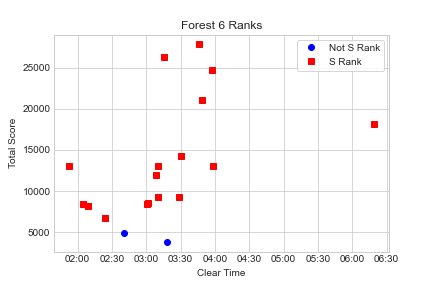 Forest 6 Ranks
Not S Rank
S Rank
Total Score
25000
20000
15000
10000
5000
02:00 02:30 03:00 03:30 04:00 04:30 05:00 05:30 06:00 06:30
Clear Time